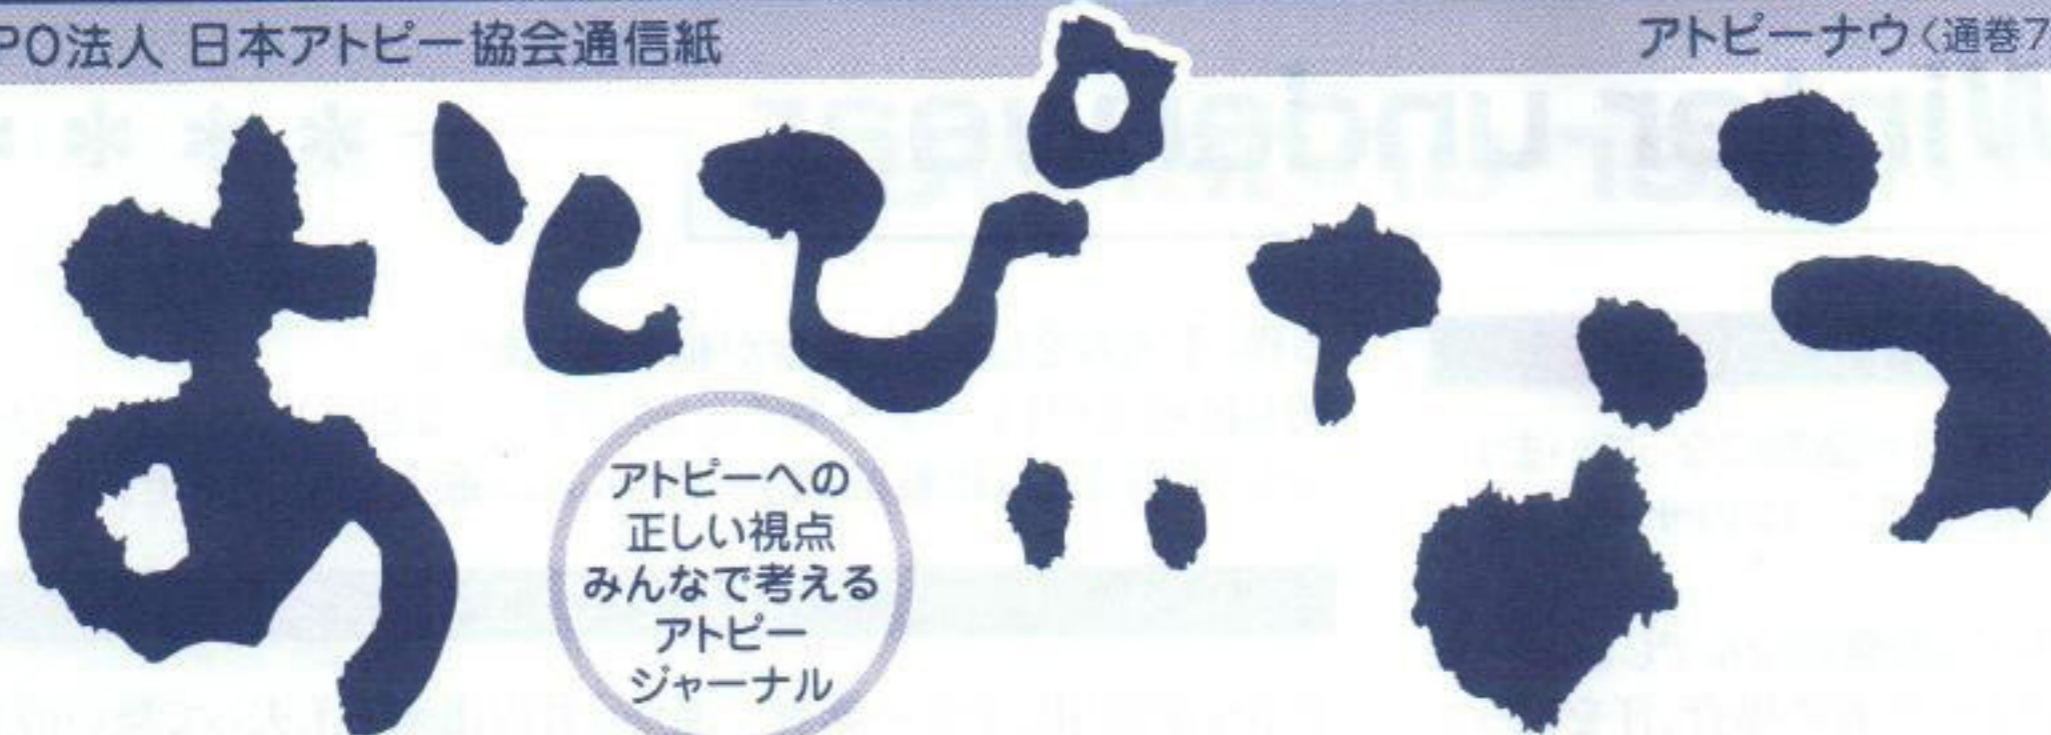 PO法人 日本アトピー協会通信紙
アトピーナウ〈通巻7
あとぴいなう
アトピーへの
正しい視点
みんなで考える
アトピー
ジャーナル